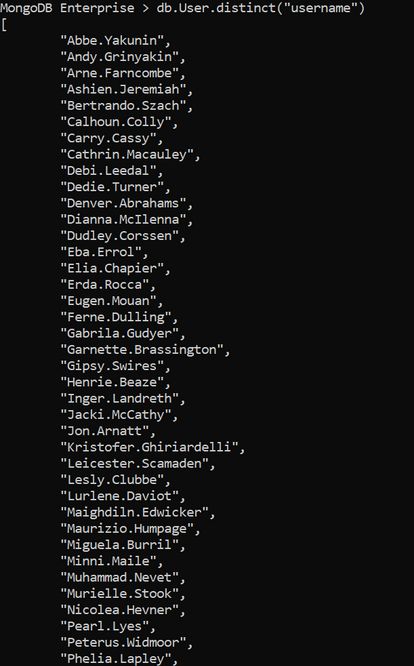 MongoDB Enterprise > db.User.distinct("username")
[
"Abbe.Yakunin",
"Andy.Grinyakin",
"Arne.Farncombe",
"Ashien.Jeremiah",
"Bertrando.Szach",
"Calhoun.Colly",
"Carry.Cassy",
"Cathrin.Macauley",
"Debi.Leedal",
"Dedie.Turner",
"Denver.Abrahams",
"Dianna.McIlenna",
"Dudley.Corssen",
"Eba.Errol",
"Elia.Chapier",
"Erda.Rocca",
"Eugen.Mouan",
"Ferne.Dulling",
"Gabrila.Gudyer",
"Garnette.Brassington",
"Gipsy.Swires",
"Henrie.Beaze",
"Inger.Landreth",
"Jacki.McCathy",
"Jon.Arnatt",
"Kristofer.Ghiriardelli",
"Leicester.Scamaden",
"Lesly.Clubbe",
"Lurlene.Daviot",
"Maighdiln.Edwicker",
"Maurizio.Humpage",
"Miguela.Burril",
"Minni.Maile",
"Muhammad.Nevet",
"Murielle.Stook",
"Nicolea.Hevner",
"Pearl.Lyes",
"Peterus.Widmoor",
"Phelia.Lapley",